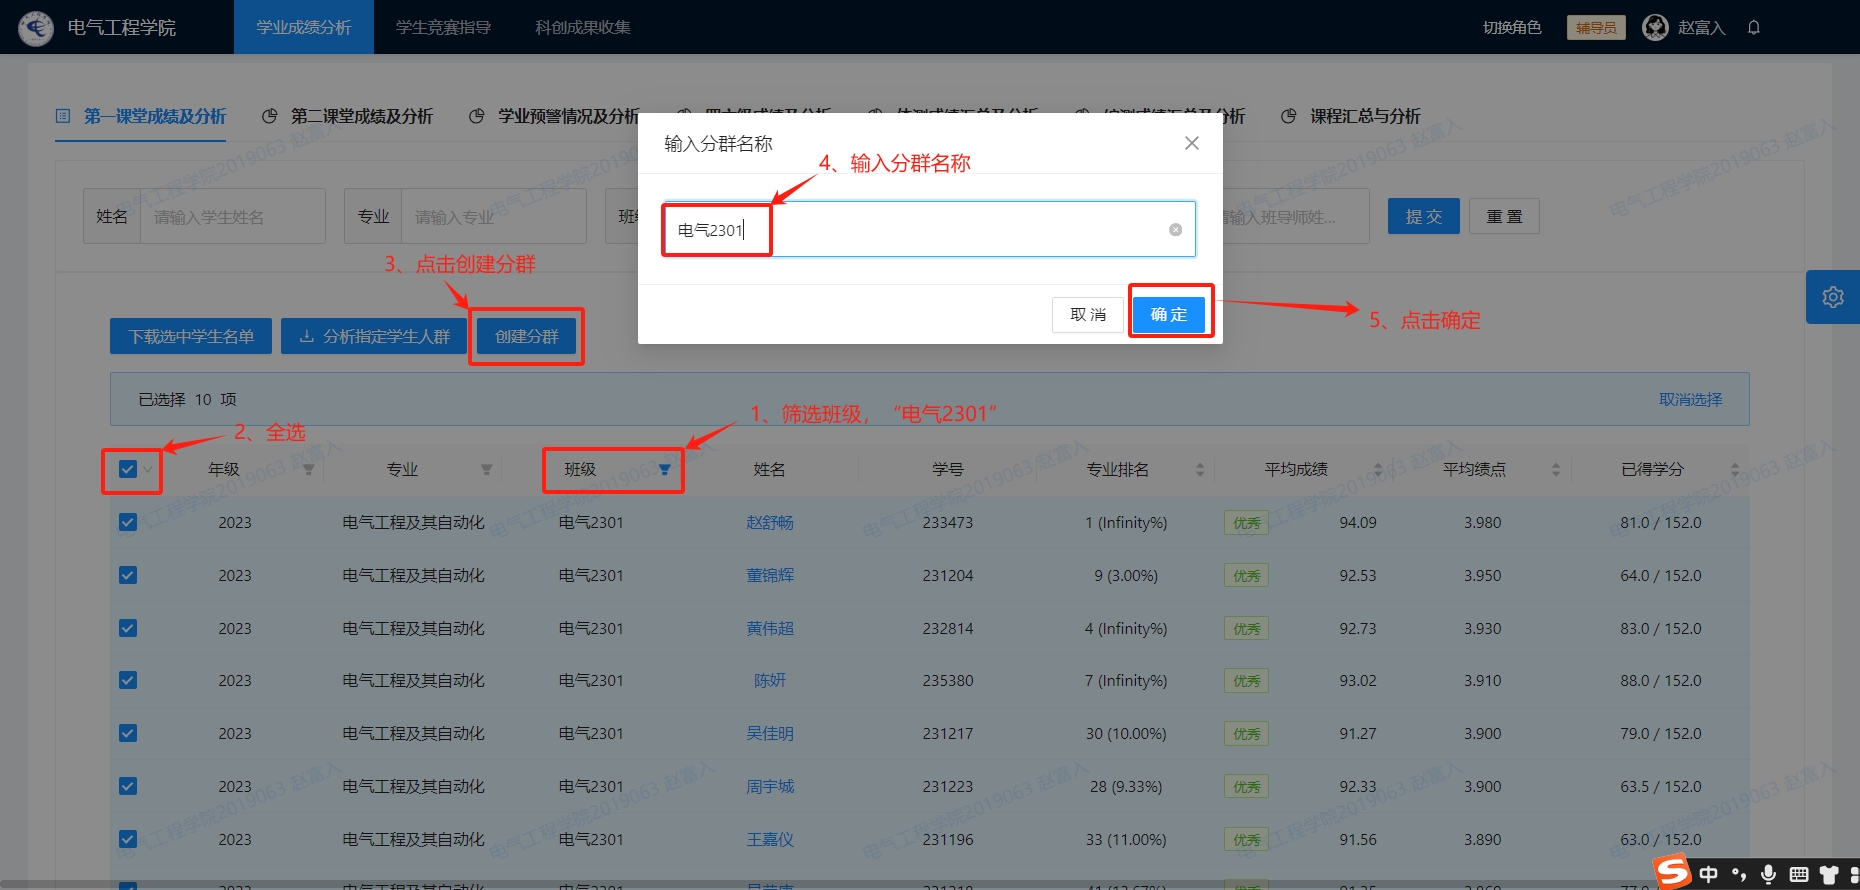 电气工程学院
学业成绩分析
学生竞赛指导
科创成果收集
切换角色
辅导员
赵富入
第一课堂成绩及分析
第二课堂成绩及分析
学业预警情况及分析
课程汇总与分析
输入分群名称
4、输入分群名称
姓名
请输入学生姓名
专业
请输入专业
电气2301
请输入班导师姓...
提 交
重 置
3、点击创建分群
取 消
确 定
5、点击确定
下载选中学生名单
分析指定学生人群
创建分群
已选择 10 项
取消选择
1、筛选班级，“电气2301”
2、全选
年级 专业 班级 姓名 学号 专业排名 平均成绩 平均绩点 已得学分
2023 电气工程及其自动化 电气2301 赵舒畅 233473 1 (Infinity%) 优秀 94.09 3.980 81.0 / 152.0
2023 电气工程及其自动化 电气2301 董锦辉 231204 9 (3.00%) 优秀 92.53 3.950 64.0 / 152.0
2023 电气工程及其自动化 电气2301 黄伟超 232814 4 (Infinity%) 优秀 92.73 3.930 83.0 / 152.0
2023 电气工程及其自动化 电气2301 陈妍 235380 7 (Infinity%) 优秀 93.02 3.910 88.0 / 152.0
2023 电气工程及其自动化 电气2301 吴佳明 231217 30 (10.00%) 优秀 91.27 3.900 79.0 / 152.0
2023 电气工程及其自动化 电气2301 周宇城 231223 28 (9.33%) 优秀 92.33 3.900 63.5 / 152.0
2023 电气工程及其自动化 电气2301 王嘉仪 231196 33 (11.00%) 优秀 91.56 3.890 63.0 / 152.0
电气工程学院2019063 赵富入
中